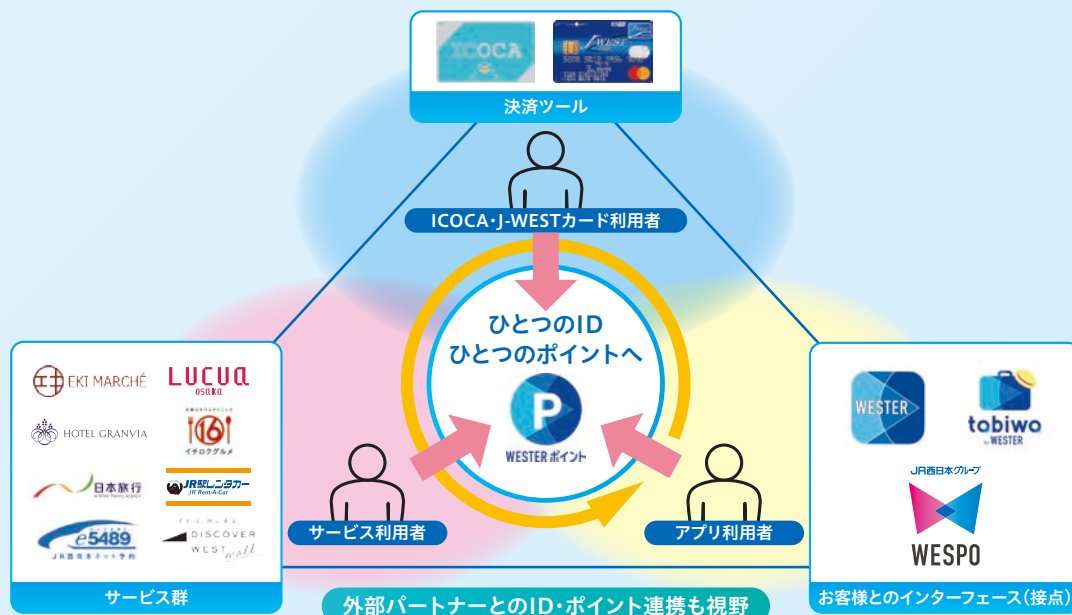 ICOCA
J-WEST
決済ツール
ICOCA・J-WESTカード利用者
ひとつのID
ひとつのポイントへ
P
WESTERポイント
サービス利用者
アプリ利用者
EKI MARCHÉ
LUCUA
osaka
HOTEL GRANVIA
16
イチロクグルメ
日本旅行
NIPPON TRAVEL AGENCY
JR駅レンタカー
JR Rent-A-Car
e5489
JR西日本ネット予約
DISCOVER
WEST mall
サービス群
WESTER
tabiwa
by WESTER
JR西日本グループ
WESPO
お客様とのインターフェース(接点)
外部パートナーとのID・ポイント連携も視野